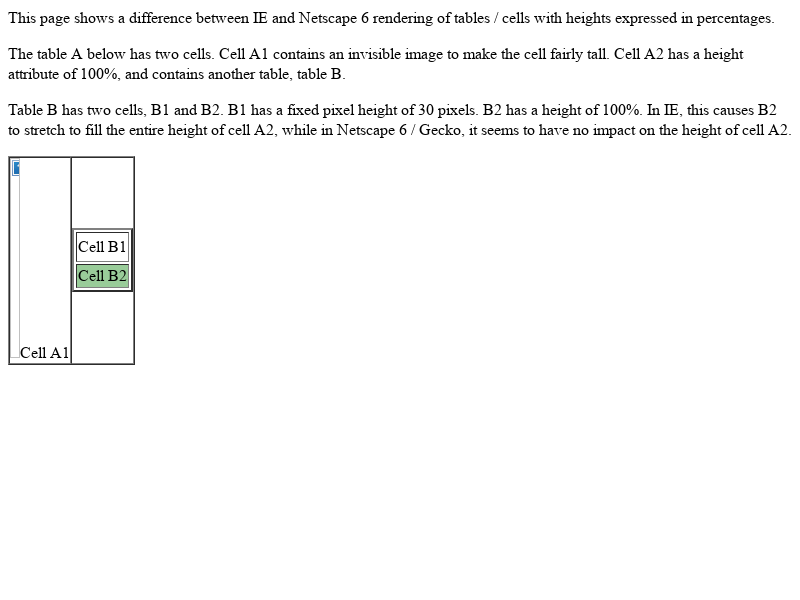 This page shows a difference between IE and Netscape 6 rendering of tables / cells with heights expressed in percentages.
The table A below has two cells. Cell A1 contains an invisible image to make the cell fairly tall. Cell A2 has a height
attribute of 100%, and contains another table, table B.
Table B has two cells, B1 and B2. B1 has a fixed pixel height of 30 pixels. B2 has a height of 100%. In IE, this causes B2
to stretch to fill the entire height of cell A2, while in Netscape 6 / Gecko, it seems to have no impact on the height of cell A2.
Cell B1
Cell B2
Cell A1